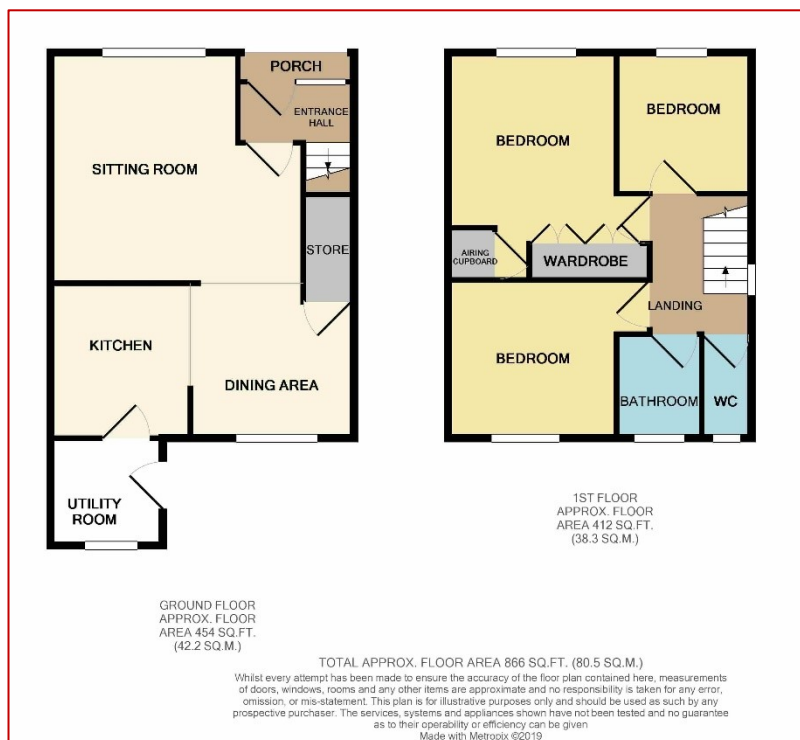 PORCH
ENTRANCE
HALL
SITTING ROOM
STORE
KITCHEN
DINING AREA
UTILITY
ROOM
GROUND FLOOR
APPROX. FLOOR
AREA 454 SQ.FT.
(42.2 SQ.M.)
BEDROOM
BEDROOM
AIRING
CUPBOARD
WARDROBE
LANDING
BEDROOM
BATHROOM
WC
1ST FLOOR
APPROX. FLOOR
AREA 412 SQ.FT.
(38.3 SQ.M.)
TOTAL APPROX. FLOOR AREA 866 SQ.FT. (80.5 SQ.M.)
Whilst every attempt has been made to ensure the accuracy of the floor plan contained here, measurements
of doors, windows, rooms and any other items are approximate and no responsibility is taken for any error,
omission, or mis-statement. This plan is for illustrative purposes only and should be used as such by any
prospective purchaser. The services, systems and appliances shown have not been tested and no guarantee
as to their operability or efficiency can be given
Made with Metropix ©2019